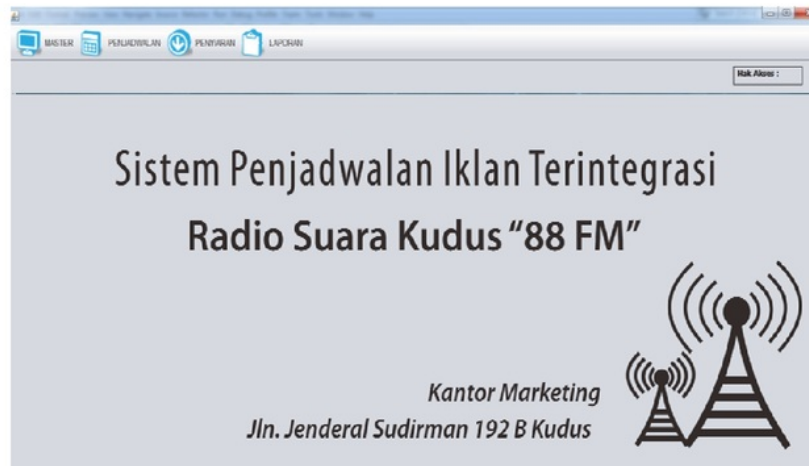 MASTER PENJADWALAN PENYIARAN LAPORAN
Hak Akses :
Sistem Penjadwalan Iklan Terintegrasi
Radio Suara Kudus “88 FM”
Kantor Marketing
Jln. Jenderal Sudirman 192 B Kudus